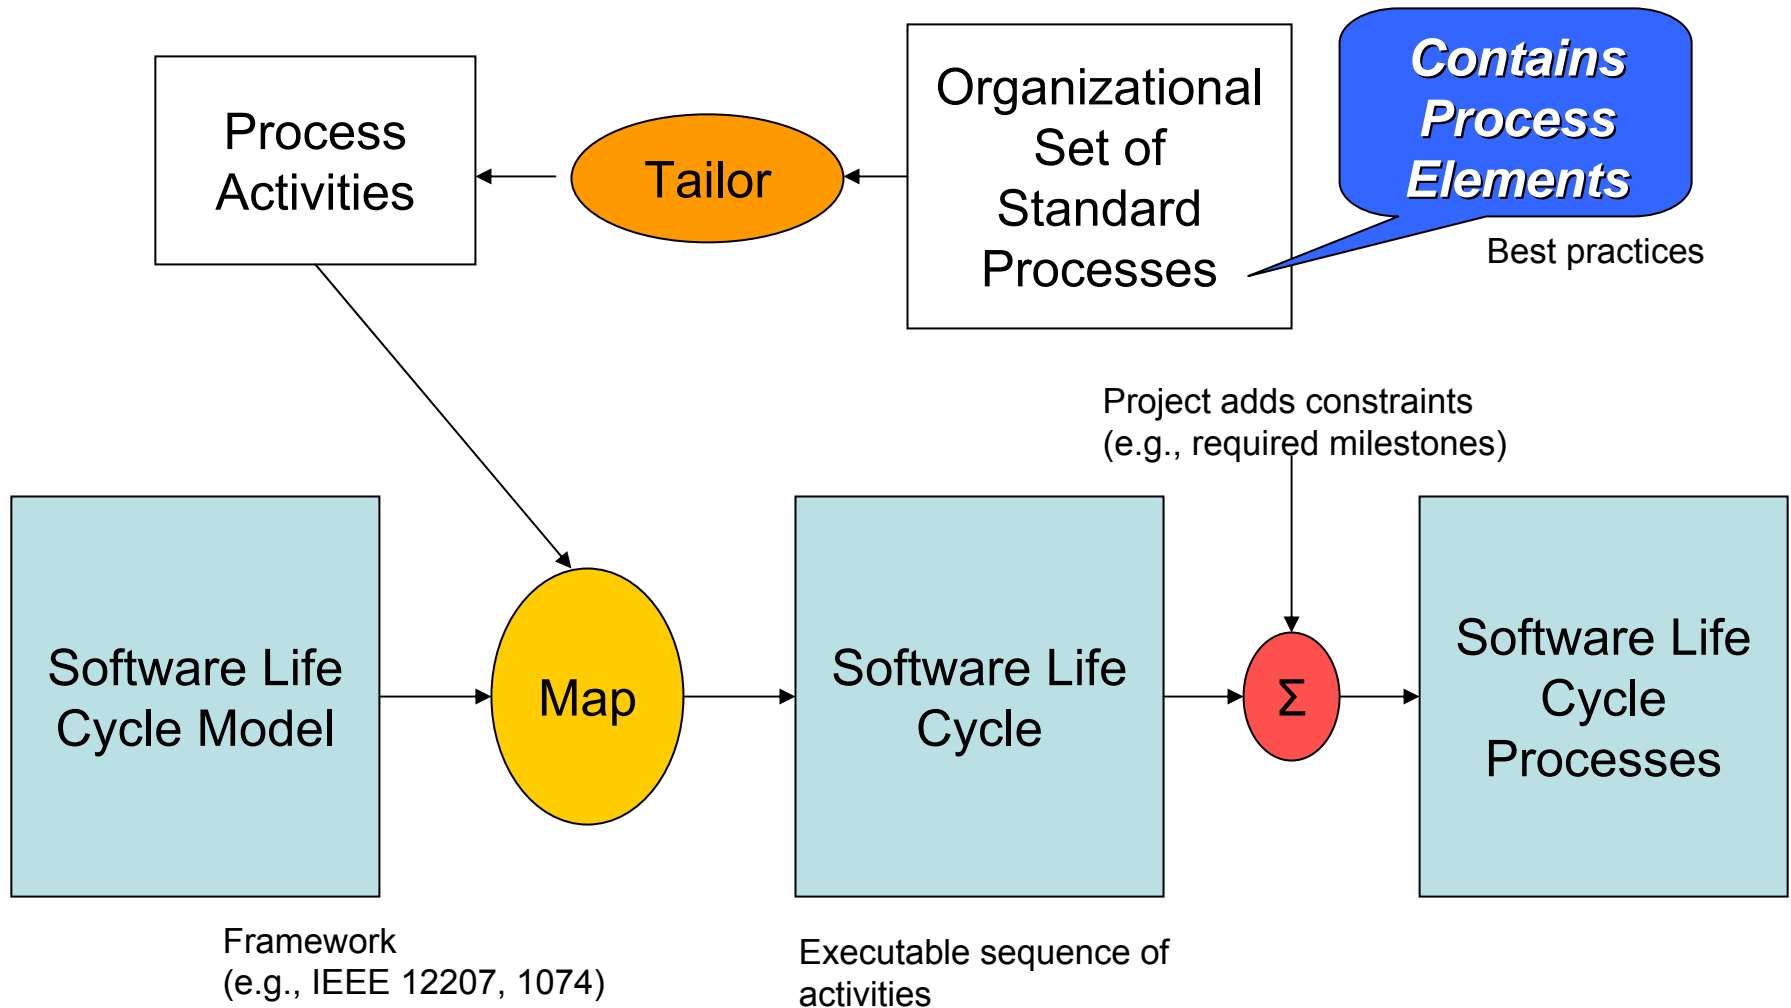 Process
Activities
Tailor
Organizational
Set of
Standard
Processes
Contains
Process
Elements
Best practices
Project adds constraints
(e.g., required milestones)
Software Life
Cycle Model
Map
Software Life
Cycle
Σ
Software Life
Cycle
Processes
Framework
(e.g., IEEE 12207, 1074)
Executable sequence of
activities